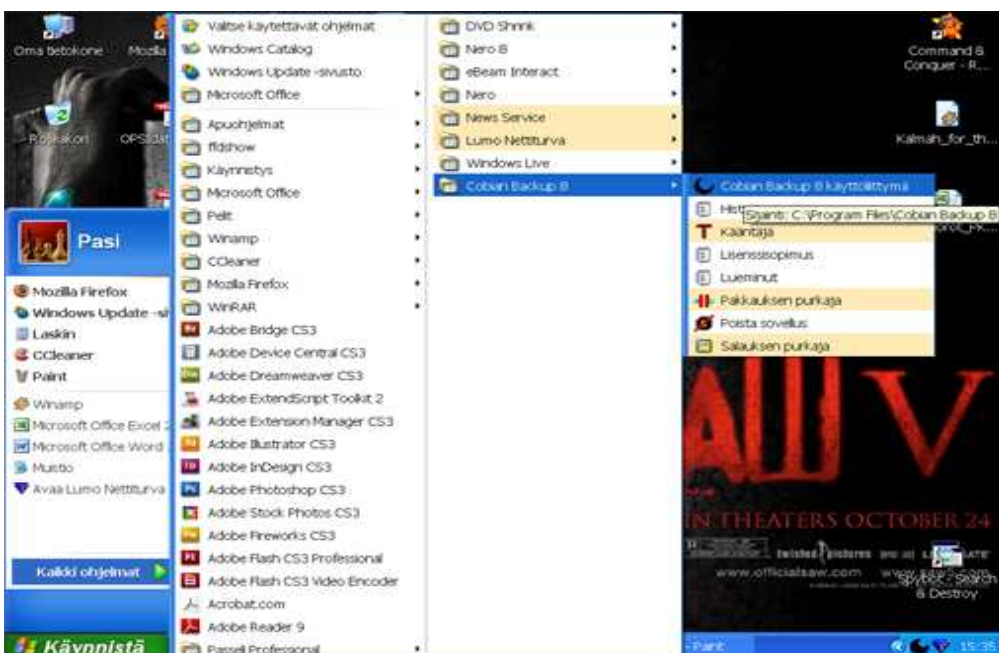 Oma tietokone
Mozilla
Roskakori
OPS
Pasi
Mozilla Firefox
Windows Update -si
Laskin
CCleaner
Paint
Winamp
Microsoft Office Excel 2
Microsoft Office Word
Muistio
Avaa Lumo Nettiturva
Kaikki ohjelmat
Käynnistä
Valitse käytettävät ohjelmat
Windows Catalog
Windows Update -sivusto
Microsoft Office
Apuohjelmat
ffdshow
Käynnistys
Microsoft Office
Pelit
Winamp
CCleaner
Mozilla Firefox
WinRAR
Adobe Bridge CS3
Adobe Device Central CS3
Adobe Dreamweaver CS3
Adobe ExtendScript Toolkit 2
Adobe Extension Manager CS3
Adobe Illustrator CS3
Adobe InDesign CS3
Adobe Photoshop CS3
Adobe Stock Photos CS3
Adobe Fireworks CS3
Adobe Flash CS3 Professional
Adobe Flash CS3 Video Encoder
Acrobat.com
Adobe Reader 9
Passeli Professional
DVD Shrink
Nero 8
eBeam Interact
Nero
News Service
Lumo Nettiturva
Windows Live
Cobian Backup 8
Cobian Backup 8 käyttöliittymä
Hist
Sijainti: C:\Program Files\Cobian Backup 8
Kääntäjä
Lisenssisopimus
Lueminut
Pakkauksen purkaja
Poista sovellus
Salauksen purkaja
Command &
Conquer - R...
Kalmah_for_th...
AW V
IN THEATERS OCTOBER 24
twisted pictures
www.officialsaw.com
Spybot - Search
& Destroy
- Paint
15:35